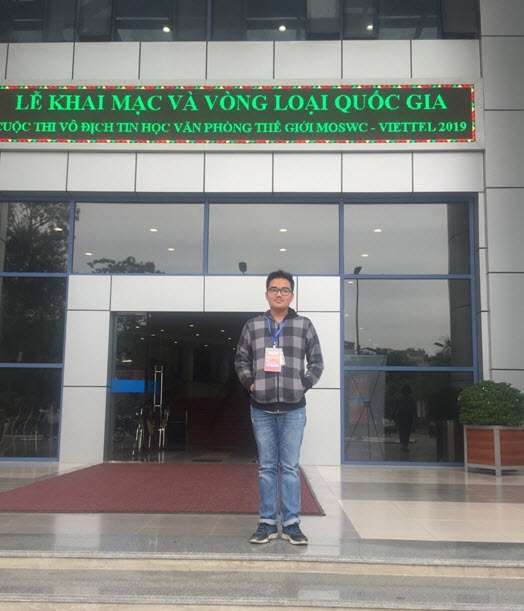 LỄ KHAI MẠC VÀ VÒNG LOẠI QUỐC GIA
CUỘC THI VÔ ĐỊCH TIN HỌC VĂN PHÒNG THẾ GIỚI MOSWC - VIETTEL 2019